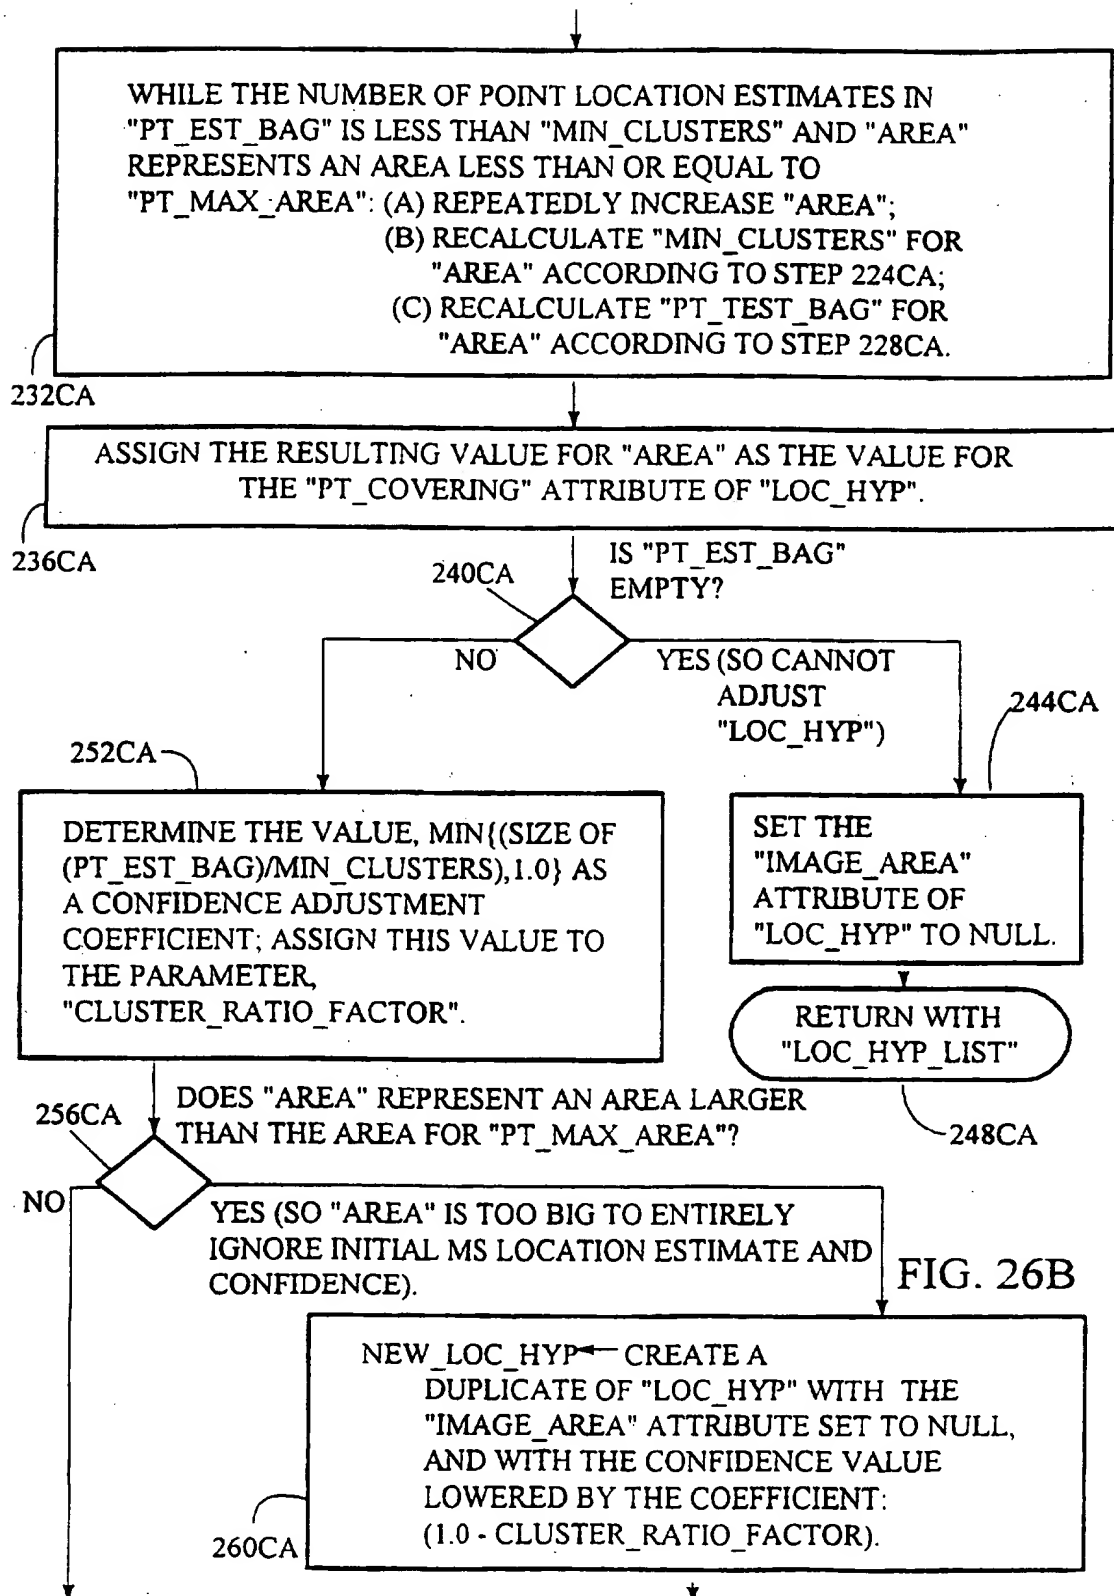 WHILE THE NUMBER OF POINT LOCATION ESTIMATES IN
"PT_EST_BAG" IS LESS THAN "MIN_CLUSTERS" AND "AREA"
REPRESENTS AN AREA LESS THAN OR EQUAL TO
"PT_MAX_AREA": (A) REPEATEDLY INCREASE "AREA";
(B) RECALCULATE "MIN_CLUSTERS" FOR
"AREA" ACCORDING TO STEP 224CA;
(C) RECALCULATE "PT_TEST_BAG" FOR
"AREA" ACCORDING TO STEP 228CA.
232CA
ASSIGN THE RESULTING VALUE FOR "AREA" AS THE VALUE FOR
THE "PT_COVERING" ATTRIBUTE OF "LOC_HYP".
236CA
IS "PT_EST_BAG"
EMPTY?
240CA
NO
YES (SO CANNOT
ADJUST
"LOC_HYP")
244CA
252CA
DETERMINE THE VALUE, MIN{(SIZE OF
(PT_EST_BAG)/MIN_CLUSTERS),1.0} AS
A CONFIDENCE ADJUSTMENT
COEFFICIENT; ASSIGN THIS VALUE TO
THE PARAMETER,
"CLUSTER_RATIO_FACTOR".
SET THE
"IMAGE_AREA"
ATTRIBUTE OF
"LOC_HYP" TO NULL.
RETURN WITH
"LOC_HYP_LIST"
248CA
DOES "AREA" REPRESENT AN AREA LARGER
THAN THE AREA FOR "PT_MAX_AREA"?
256CA
NO
YES (SO "AREA" IS TOO BIG TO ENTIRELY
IGNORE INITIAL MS LOCATION ESTIMATE AND
CONFIDENCE).
FIG. 26B
NEW_LOC_HYP← CREATE A
DUPLICATE OF "LOC_HYP" WITH THE
"IMAGE_AREA" ATTRIBUTE SET TO NULL,
AND WITH THE CONFIDENCE VALUE
LOWERED BY THE COEFFICIENT:
(1.0 - CLUSTER_RATIO_FACTOR).
260CA